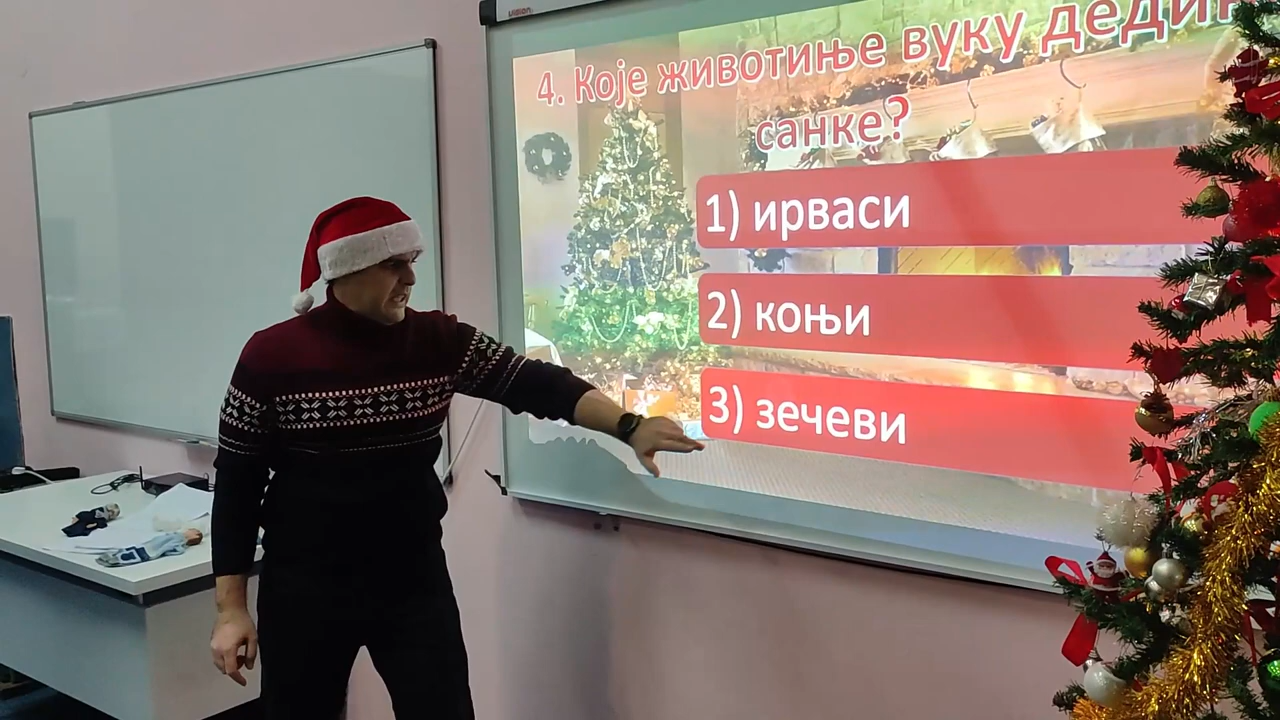 4. Које животиње вуку
санке?
1) ирваси
2) коњи
3) зечеви